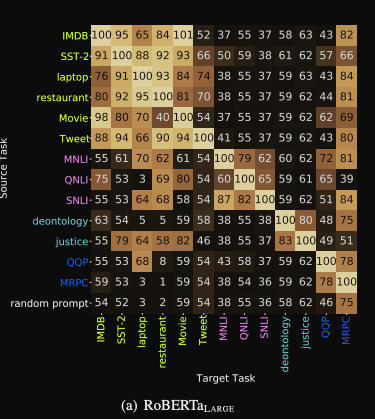 IMDB 100 95 65 84 101 52 37 55 37 58 63 43 82
SST-2 91 100 88 92 93 66 50 59 38 61 62 57 66
laptop 76 91 100 93 84 74 38 55 37 59 63 43 84
restaurant 80 92 95 100 81 70 38 55 37 59 62 44 81
Movie 98 80 70 40 100 54 37 55 37 59 62 62 69
Tweet 88 94 66 90 94 100 41 55 37 59 62 43 80
MNLI 55 61 70 62 61 54 100 79 62 60 62 72 81
QNLI 75 53 3 69 80 54 60 100 65 59 61 65 39
SNLI 55 53 64 68 58 54 87 82 100 59 62 51 84
deontology 63 54 5 5 59 58 38 55 38 100 80 48 75
justice 55 79 64 58 82 46 38 55 37 83 100 49 51
QQP 55 53 68 8 59 54 43 58 37 59 62 100 78
MRPC 59 53 3 1 59 54 38 54 36 59 62 78 100
random prompt 54 52 3 2 59 54 38 55 38 58 62 46 75
Source Task
IMDB SST-2 laptop restaurant Movie Tweet MNLI QNLI SNLI deontology justice QQP MRPC
Target Task
(a) RoBERTaLARGE